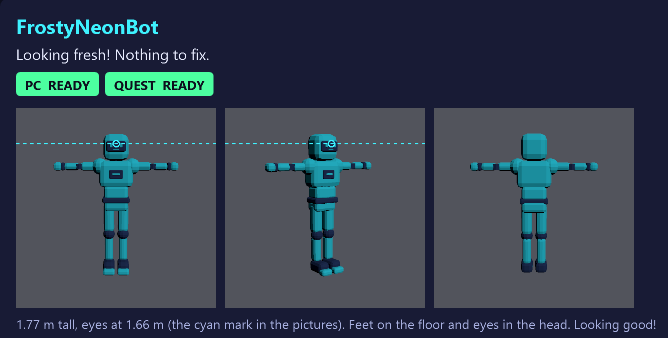 FrostyNeonBot
Looking fresh! Nothing to fix.
PC READY QUEST READY
1.77 m tall, eyes at 1.66 m (the cyan mark in the pictures). Feet on the floor and eyes in the head. Looking good!